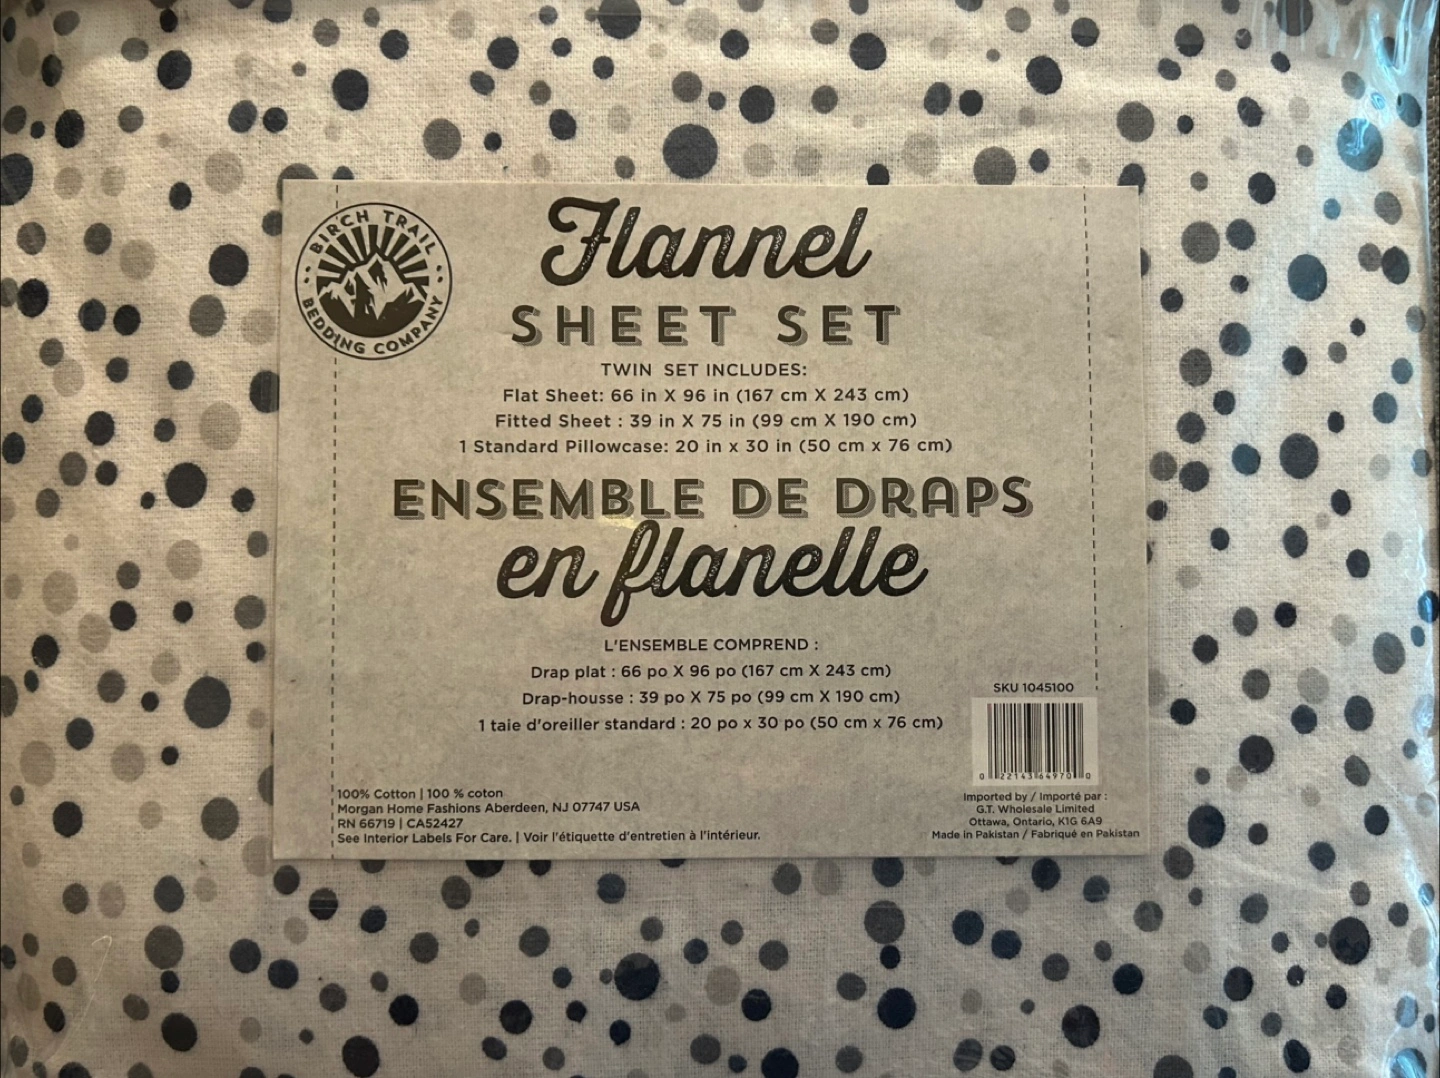 BIRCH TRAIL
BEDDING COMPANY
Flannel
SHEET SET
TWIN SET INCLUDES:
Flat Sheet: 66 in X 96 in (167 cm X 243 cm)
Fitted Sheet : 39 in X 75 in (99 cm X 190 cm)
1 Standard Pillowcase: 20 in x 30 in (50 cm x 76 cm)
ENSEMBLE DE DRAPS
en flanelle
L'ENSEMBLE COMPREND :
Drap plat : 66 po X 96 po (167 cm X 243 cm)
Drap-housse : 39 po X 75 po (99 cm X 190 cm)
1 taie d'oreiller standard : 20 po x 30 po (50 cm x 76 cm)
100% Cotton | 100 % coton
Morgan Home Fashions Aberdeen, NJ 07747 USA
RN 66719 | CA52427
See Interior Labels For Care. | Voir l'étiquette d'entretien à l'intérieur.
SKU 1045100
0 22143 64970 0
Imported by / Importé par :
G.T. Wholesale Limited
Ottawa, Ontario, K1G 6A9
Made in Pakistan / Fabriqué en Pakistan